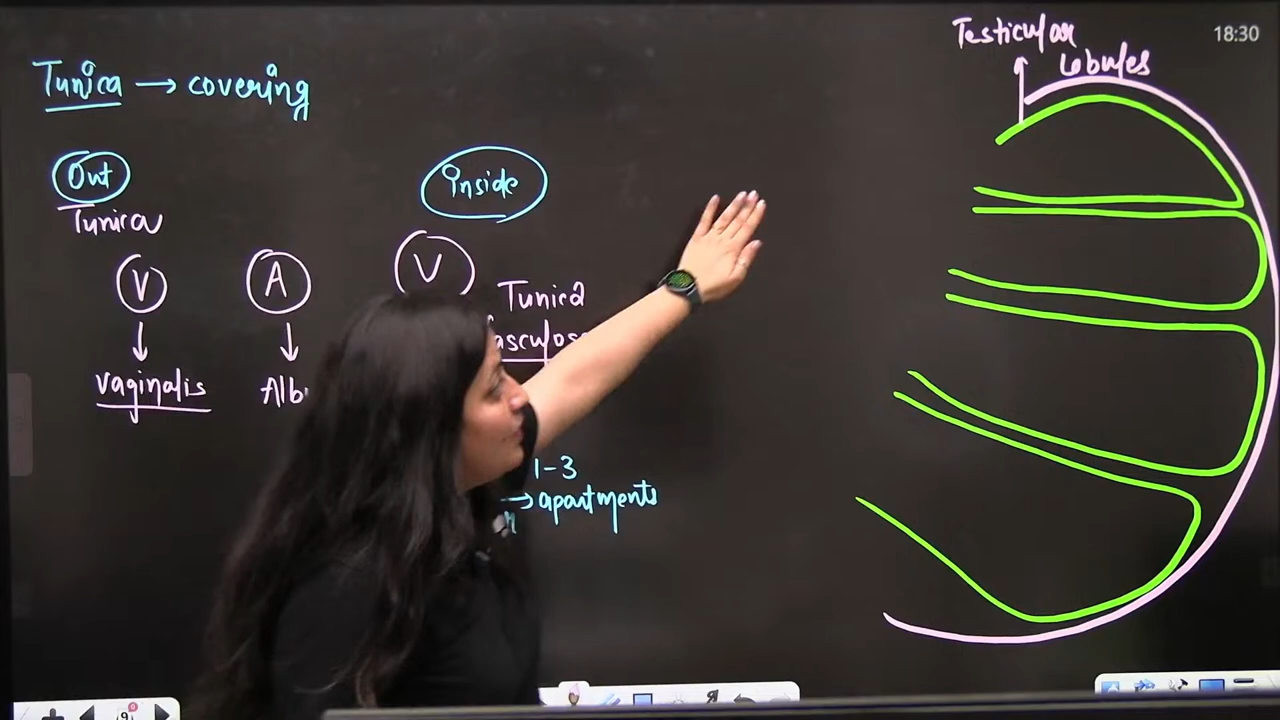 Testicular
lobules
18:30
Tunica → covering
Out
inside
Tunica
V
A
V
Tunica
vaginalis
1-3
→ apartments